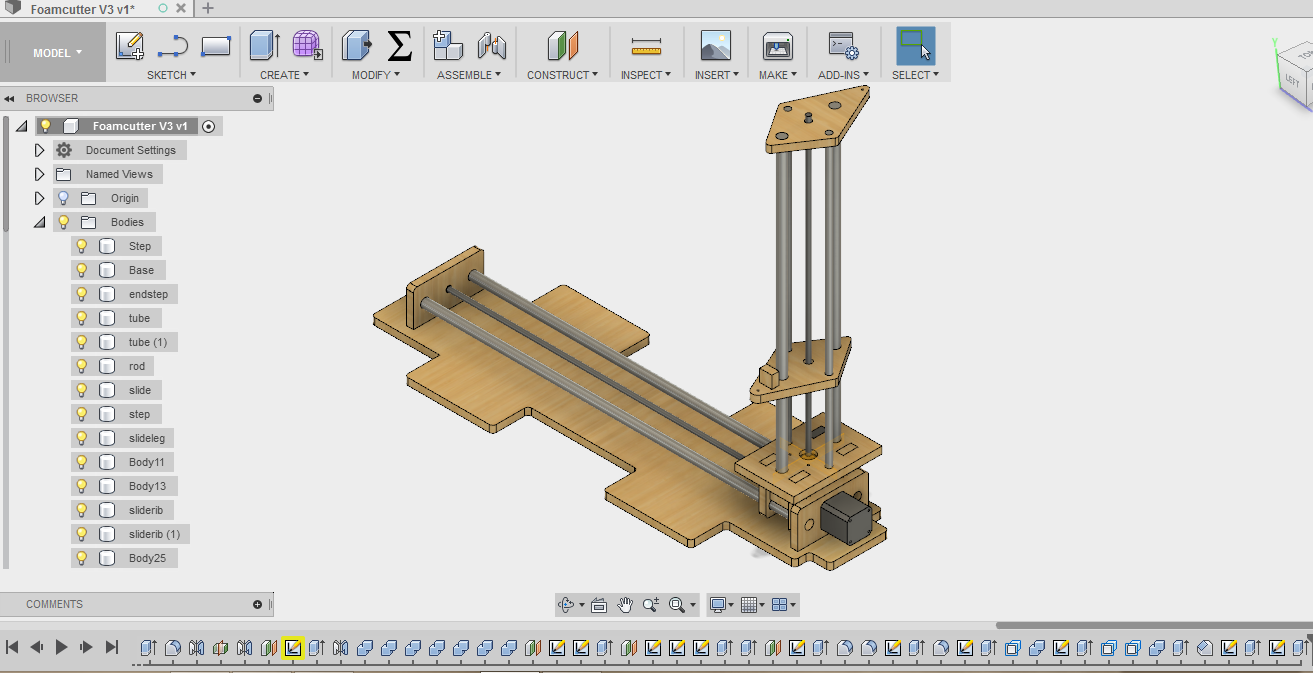 Foamcutter V3 v1*
MODEL
SKETCH
CREATE
MODIFY
ASSEMBLE
CONSTRUCT
INSPECT
INSERT
MAKE
ADD-INS
SELECT
Y
TOP
LEFT
BROWSER
Foamcutter V3 v1
Document Settings
Named Views
Origin
Bodies
Step
Base
endstep
tube
tube (1)
rod
slide
step
slideleg
Body11
Body13
sliderib
sliderib (1)
Body25
COMMENTS